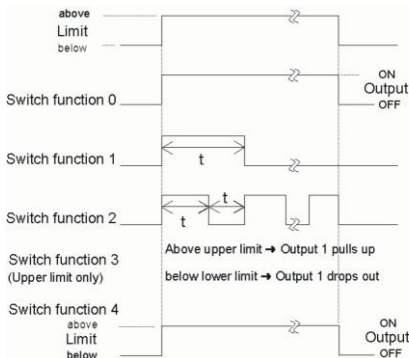 above
Limit
below
ON
Output
OFF
Switch function 0
Switch function 1
t
t
Switch function 2
t
Switch function 3
(Upper limit only)
Above upper limit → Output 1 pulls up
below lower limit → Output 1 drops out
Switch function 4
above
Limit
below
ON
Output
OFF